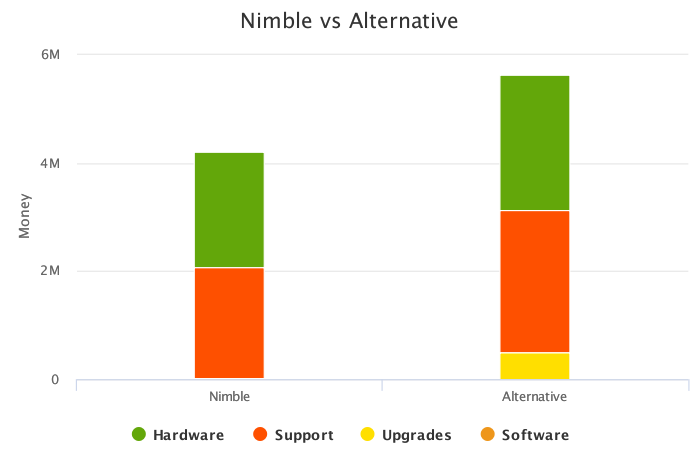 Nimble vs Alternative
6M
4M
2M
0
Money
Nimble Alternative
Hardware Support Upgrades Software